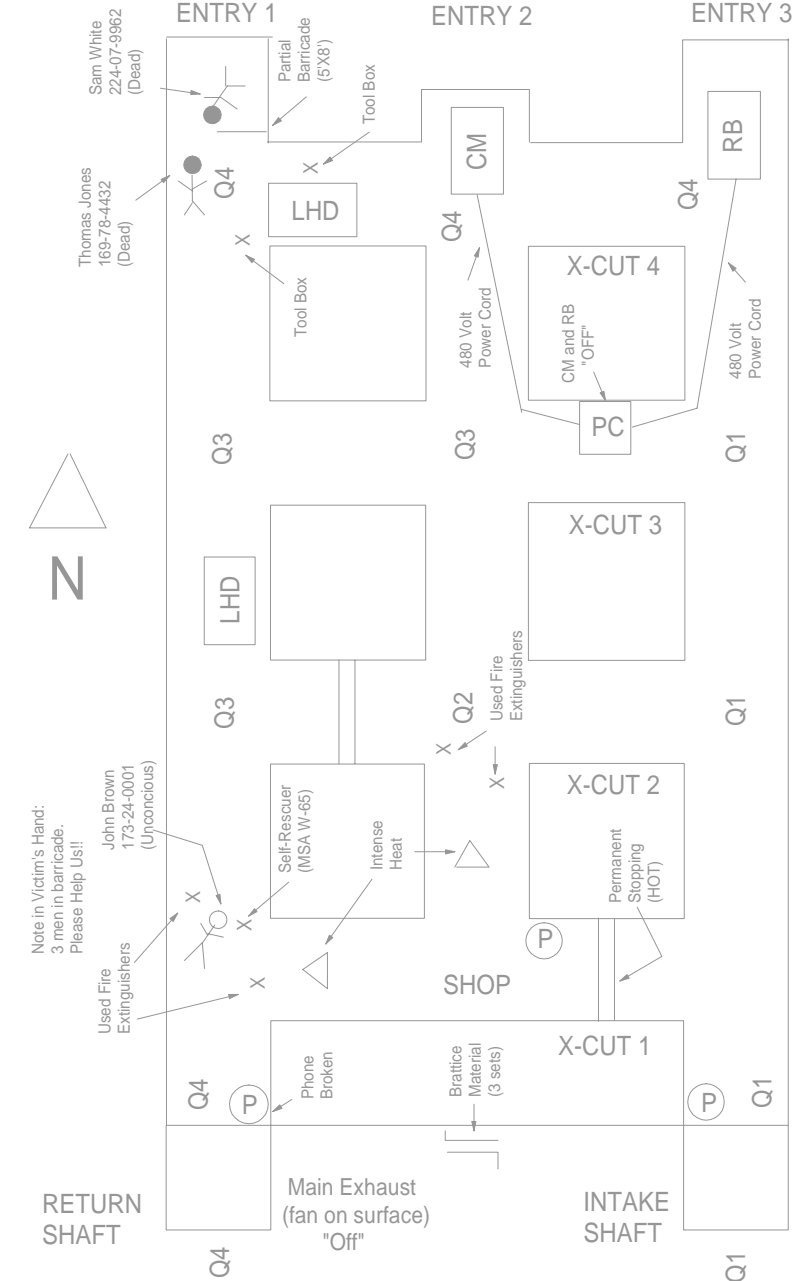 ENTRY 1
ENTRY 2
ENTRY 3
Sam White
224-07-9962
(Dead)
Partial
Barricade
(5'X8')
Tool Box
CM
RB
Thomas Jones
169-78-4432
(Dead)
Q4
LHD
Q4
Q4
X
X
Tool Box
480 Volt
Power Cord
X-CUT 4
CM and RB
"OFF"
480 Volt
Power Cord
PC
Q3
Q3
Q1
N
X-CUT 3
LHD
Q3
Q2
Used Fire
Extinguishers
Q1
X
X
X-CUT 2
Note in Victim's Hand:
3 men in barricade.
Please Help Us!!
John Brown
173-24-0001
(Unconcious)
Self-Rescuer
(MSA W-65)
Intense
Heat
Permanent
Stopping
(HOT)
X
X
X
Used Fire
Extinguishers
P
SHOP
X-CUT 1
Q4
P
Phone
Broken
Brattice
Material
(3 sets)
P
Q1
RETURN
SHAFT
Main Exhaust
(fan on surface)
"Off"
INTAKE
SHAFT
Q4
Q1